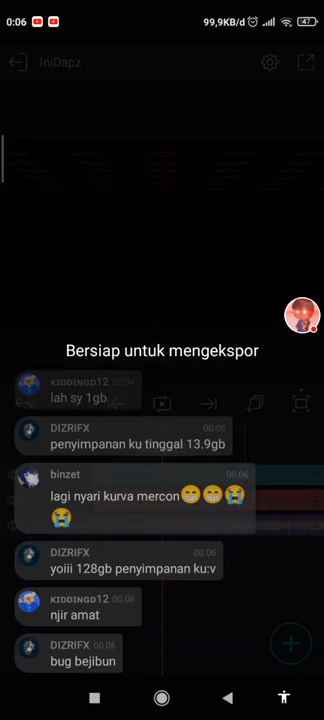 0:06
99,9KB/d
47
IniDapz
Bersiap untuk mengekspor
ᴋɪᴅᴅɪɴɢᴅ12 00.04
lah sy 1gb
DIZRIFX 00.05
penyimpanan ku tinggal 13.9gb
binzet 00.06
lagi nyari kurva mercon😁😁😭
😭
DIZRIFX 00.06
yoiii 128gb penyimpanan ku:v
ᴋɪᴅᴅɪɴɢᴅ12 00.06
njir amat
DIZRIFX 00.06
bug bejibun